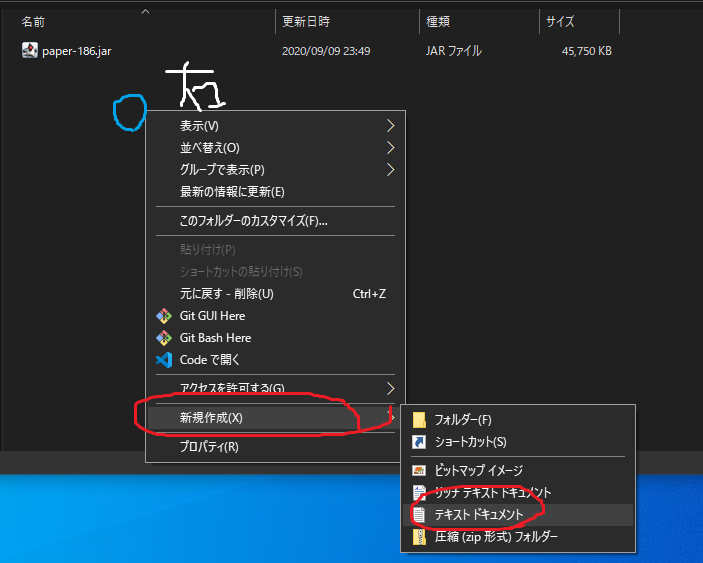 名前 更新日時 種類 サイズ
paper-186.jar 2020/09/09 23:49 JAR ファイル 45,750 KB
右
表示(V)
並べ替え(O)
グループで表示(P)
最新の情報に更新(E)
このフォルダーのカスタマイズ(F)...
貼り付け(P)
ショートカットの貼り付け(S)
元に戻す - 削除(U) Ctrl+Z
Git GUI Here
Git Bash Here
Code で開く
アクセスを許可する(G)
新規作成(X)
プロパティ(R)
フォルダー(F)
ショートカット(S)
ビットマップ イメージ
リッチ テキスト ドキュメント
テキスト ドキュメント
圧縮 (zip 形式) フォルダー